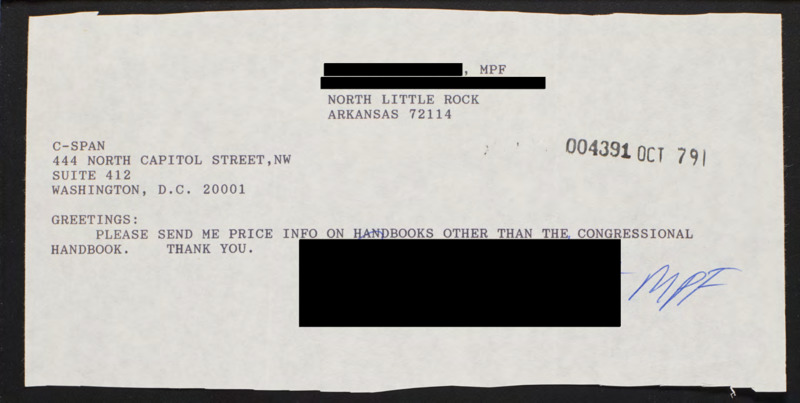 , MPF
NORTH LITTLE ROCK
ARKANSAS 72114
004391 OCT 791
C-SPAN
444 NORTH CAPITOL STREET,NW
SUITE 412
WASHINGTON, D.C. 20001
GREETINGS:
PLEASE SEND ME PRICE INFO ON HANDBOOKS OTHER THAN THE CONGRESSIONAL
HANDBOOK. THANK YOU.
- MPF